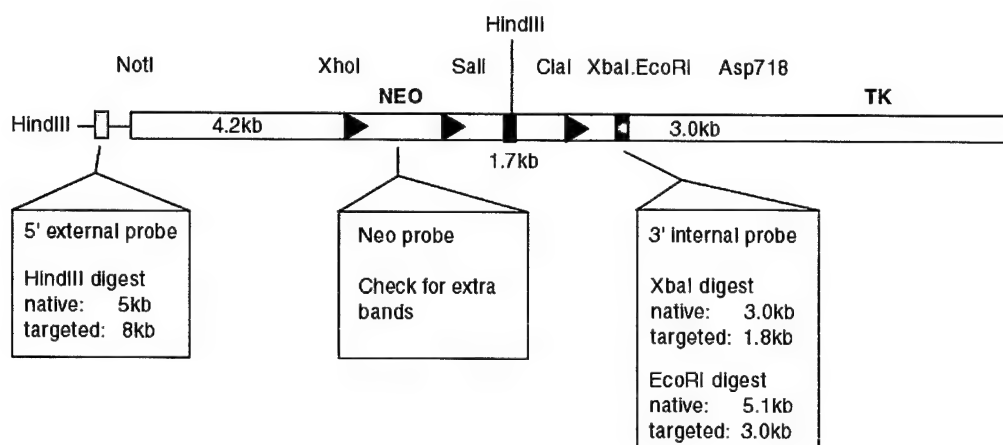 HindIII
NotI XhoI SalI ClaI XbaI.EcoRI Asp718
NEO TK
HindIII 4.2kb 3.0kb
1.7kb
5' external probe
HindIII digest
native: 5kb
targeted: 8kb
Neo probe
Check for extra
bands
3' internal probe
XbaI digest
native: 3.0kb
targeted: 1.8kb
EcoRI digest
native: 5.1kb
targeted: 3.0kb